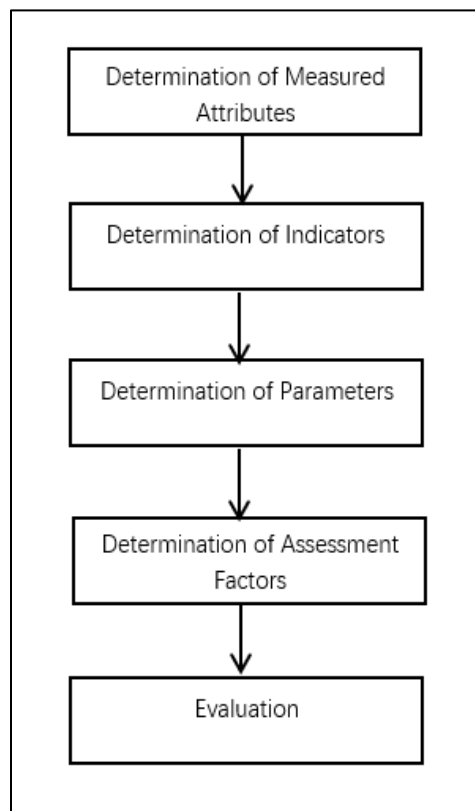 Determination of Measured
Attributes
Determination of Indicators
Determination of Parameters
Determination of Assessment
Factors
Evaluation